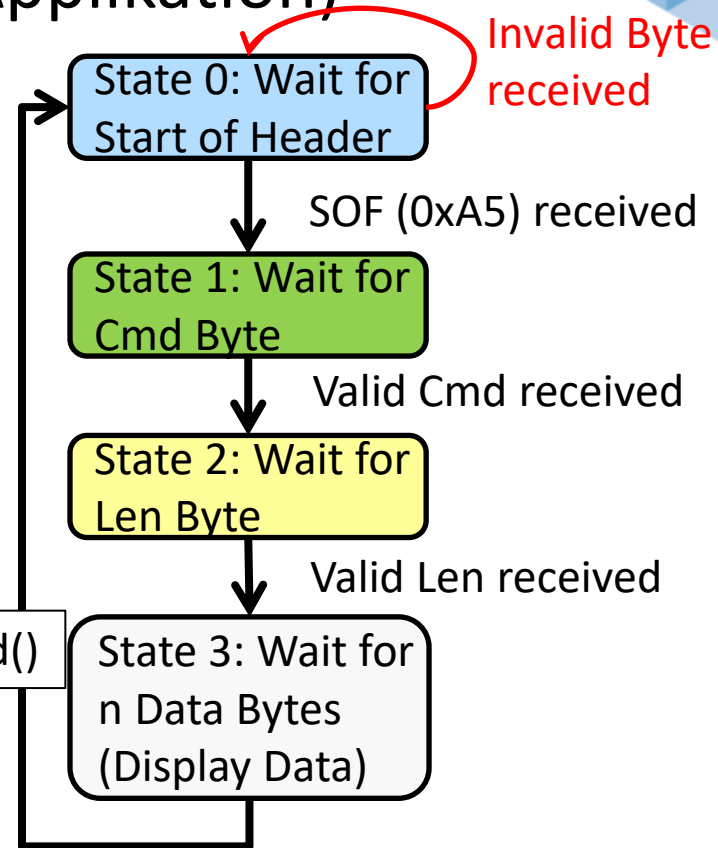 Invalid Byte
received
State 0: Wait for
Start of Header
SOF (0xA5) received
State 1: Wait for
Cmd Byte
Valid Cmd received
State 2: Wait for
Len Byte
Valid Len received
State 3: Wait for
n Data Bytes
(Display Data)